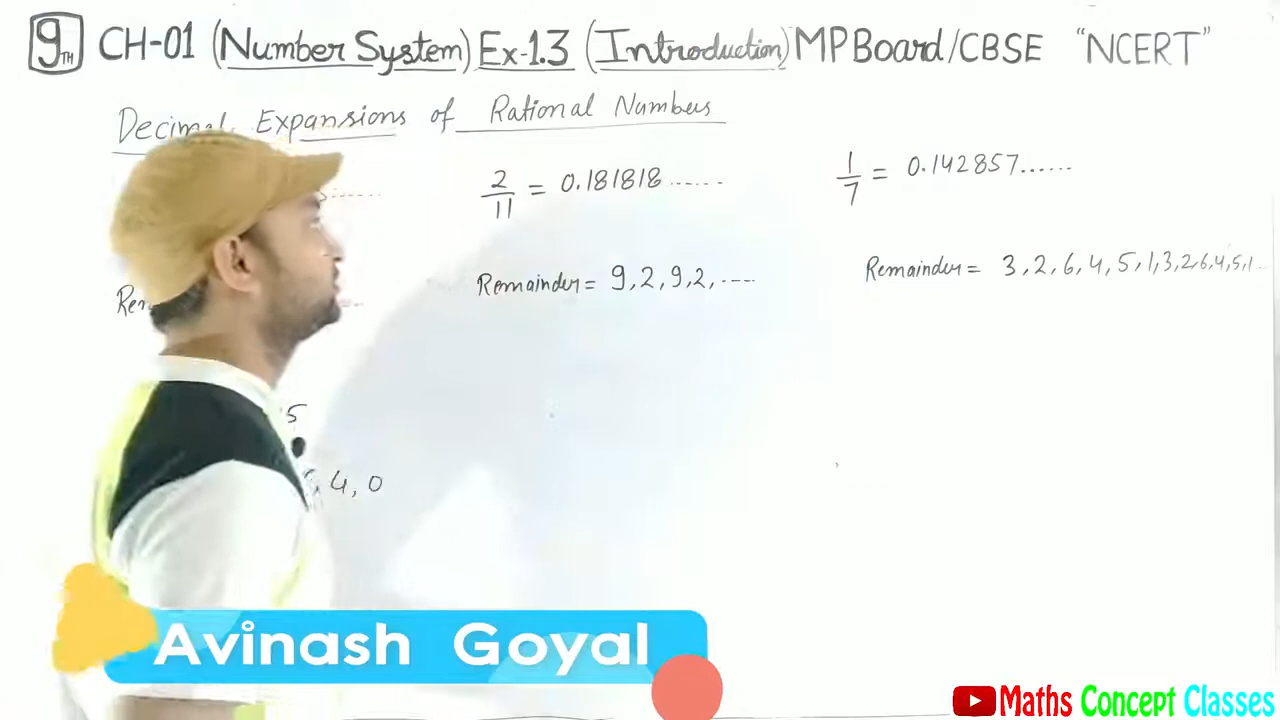 9TH CH-01 (Number System) Ex-1.3 (Introduction) MP Board/CBSE "NCERT"
Decimal Expansions of Rational Numbers
2/11 = 0.181818......
1/7 = 0.142857......
Remainder = 9,2,9,2,....
Remainder = 3,2,6,4,5,1,3,2,6,4,5,1...
5
4, 0
Avinash Goyal
Maths Concept Classes